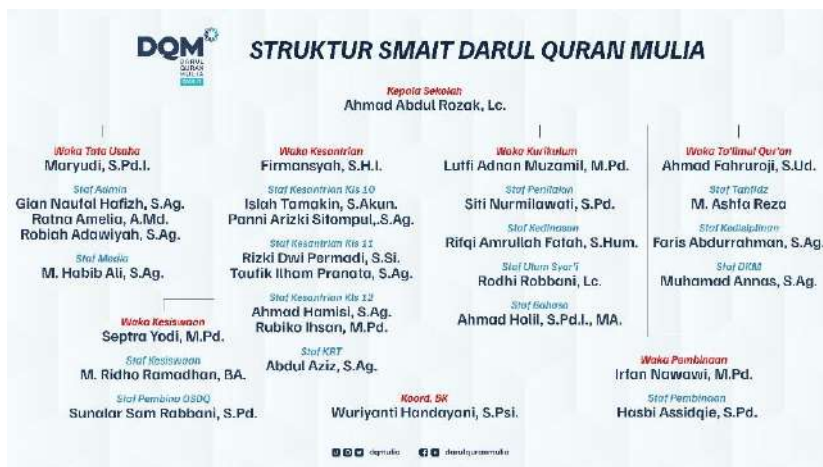 DQM
DARUL
QURAN
MULIA
STRUKTUR SMAIT DARUL QURAN MULIA
Kepala Sekolah
Ahmad Abdul Rozak, Lc.
Waka Tata Usaha
Maryudi, S.Pd.I.
Staf Admin
Gian Naufal Hafizh, S.Ag.
Ratna Amelia, A.Md.
Robiah Adawiyah, S.Ag.
Staf Media
M. Habib Ali, S.Ag.
Waka Kesiswaan
Septra Yodi, M.Pd.
Staf Kesiswaan
M. Ridho Ramadhan, BA.
Staf Pembina OSDQ
Sunalar Sam Rabbani, S.Pd.
Waka Kesantrian
Firmansyah, S.H.I.
Staf Kesantrian Kls 10
Islah Tamakin, S.Akun.
Panni Arizki Sitompul,.S.Ag.
Staf Kesantrian Kls 11
Rizki Dwi Permadi, S.Si.
Taufik Ilham Pranata, S.Ag.
Staf Kesantrian Kls 12
Ahmad Hamisi, S.Ag.
Rubiko Ihsan, M.Pd.
Staf KRT
Abdul Aziz, S.Ag.
Koord. BK
Wuriyanti Handayani, S.Psi.
Waka Kurikulum
Lutfi Adnan Muzamil, M.Pd.
Staf Penilaian
Siti Nurmilawati, S.Pd.
Staf Kedinasan
Rifqi Amrullah Fatah, S.Hum.
Staf Ulum Syar'i
Rodhi Robbani, Lc.
Staf Bahasa
Ahmad Holil, S.Pd.I., MA.
Waka Ta'limul Qur'an
Ahmad Fahruroji, S.Ud.
Staf Tahfidz
M. Ashfa Reza
Staf Kedisiplinan
Faris Abdurrahman, S.Ag.
Staf DKM
Muhamad Annas, S.Ag.
Waka Pembinaan
Irfan Nawawi, M.Pd.
Staf Pembinaan
Hasbi Assidqie, S.Pd.
dqmulia
darulquranmulia